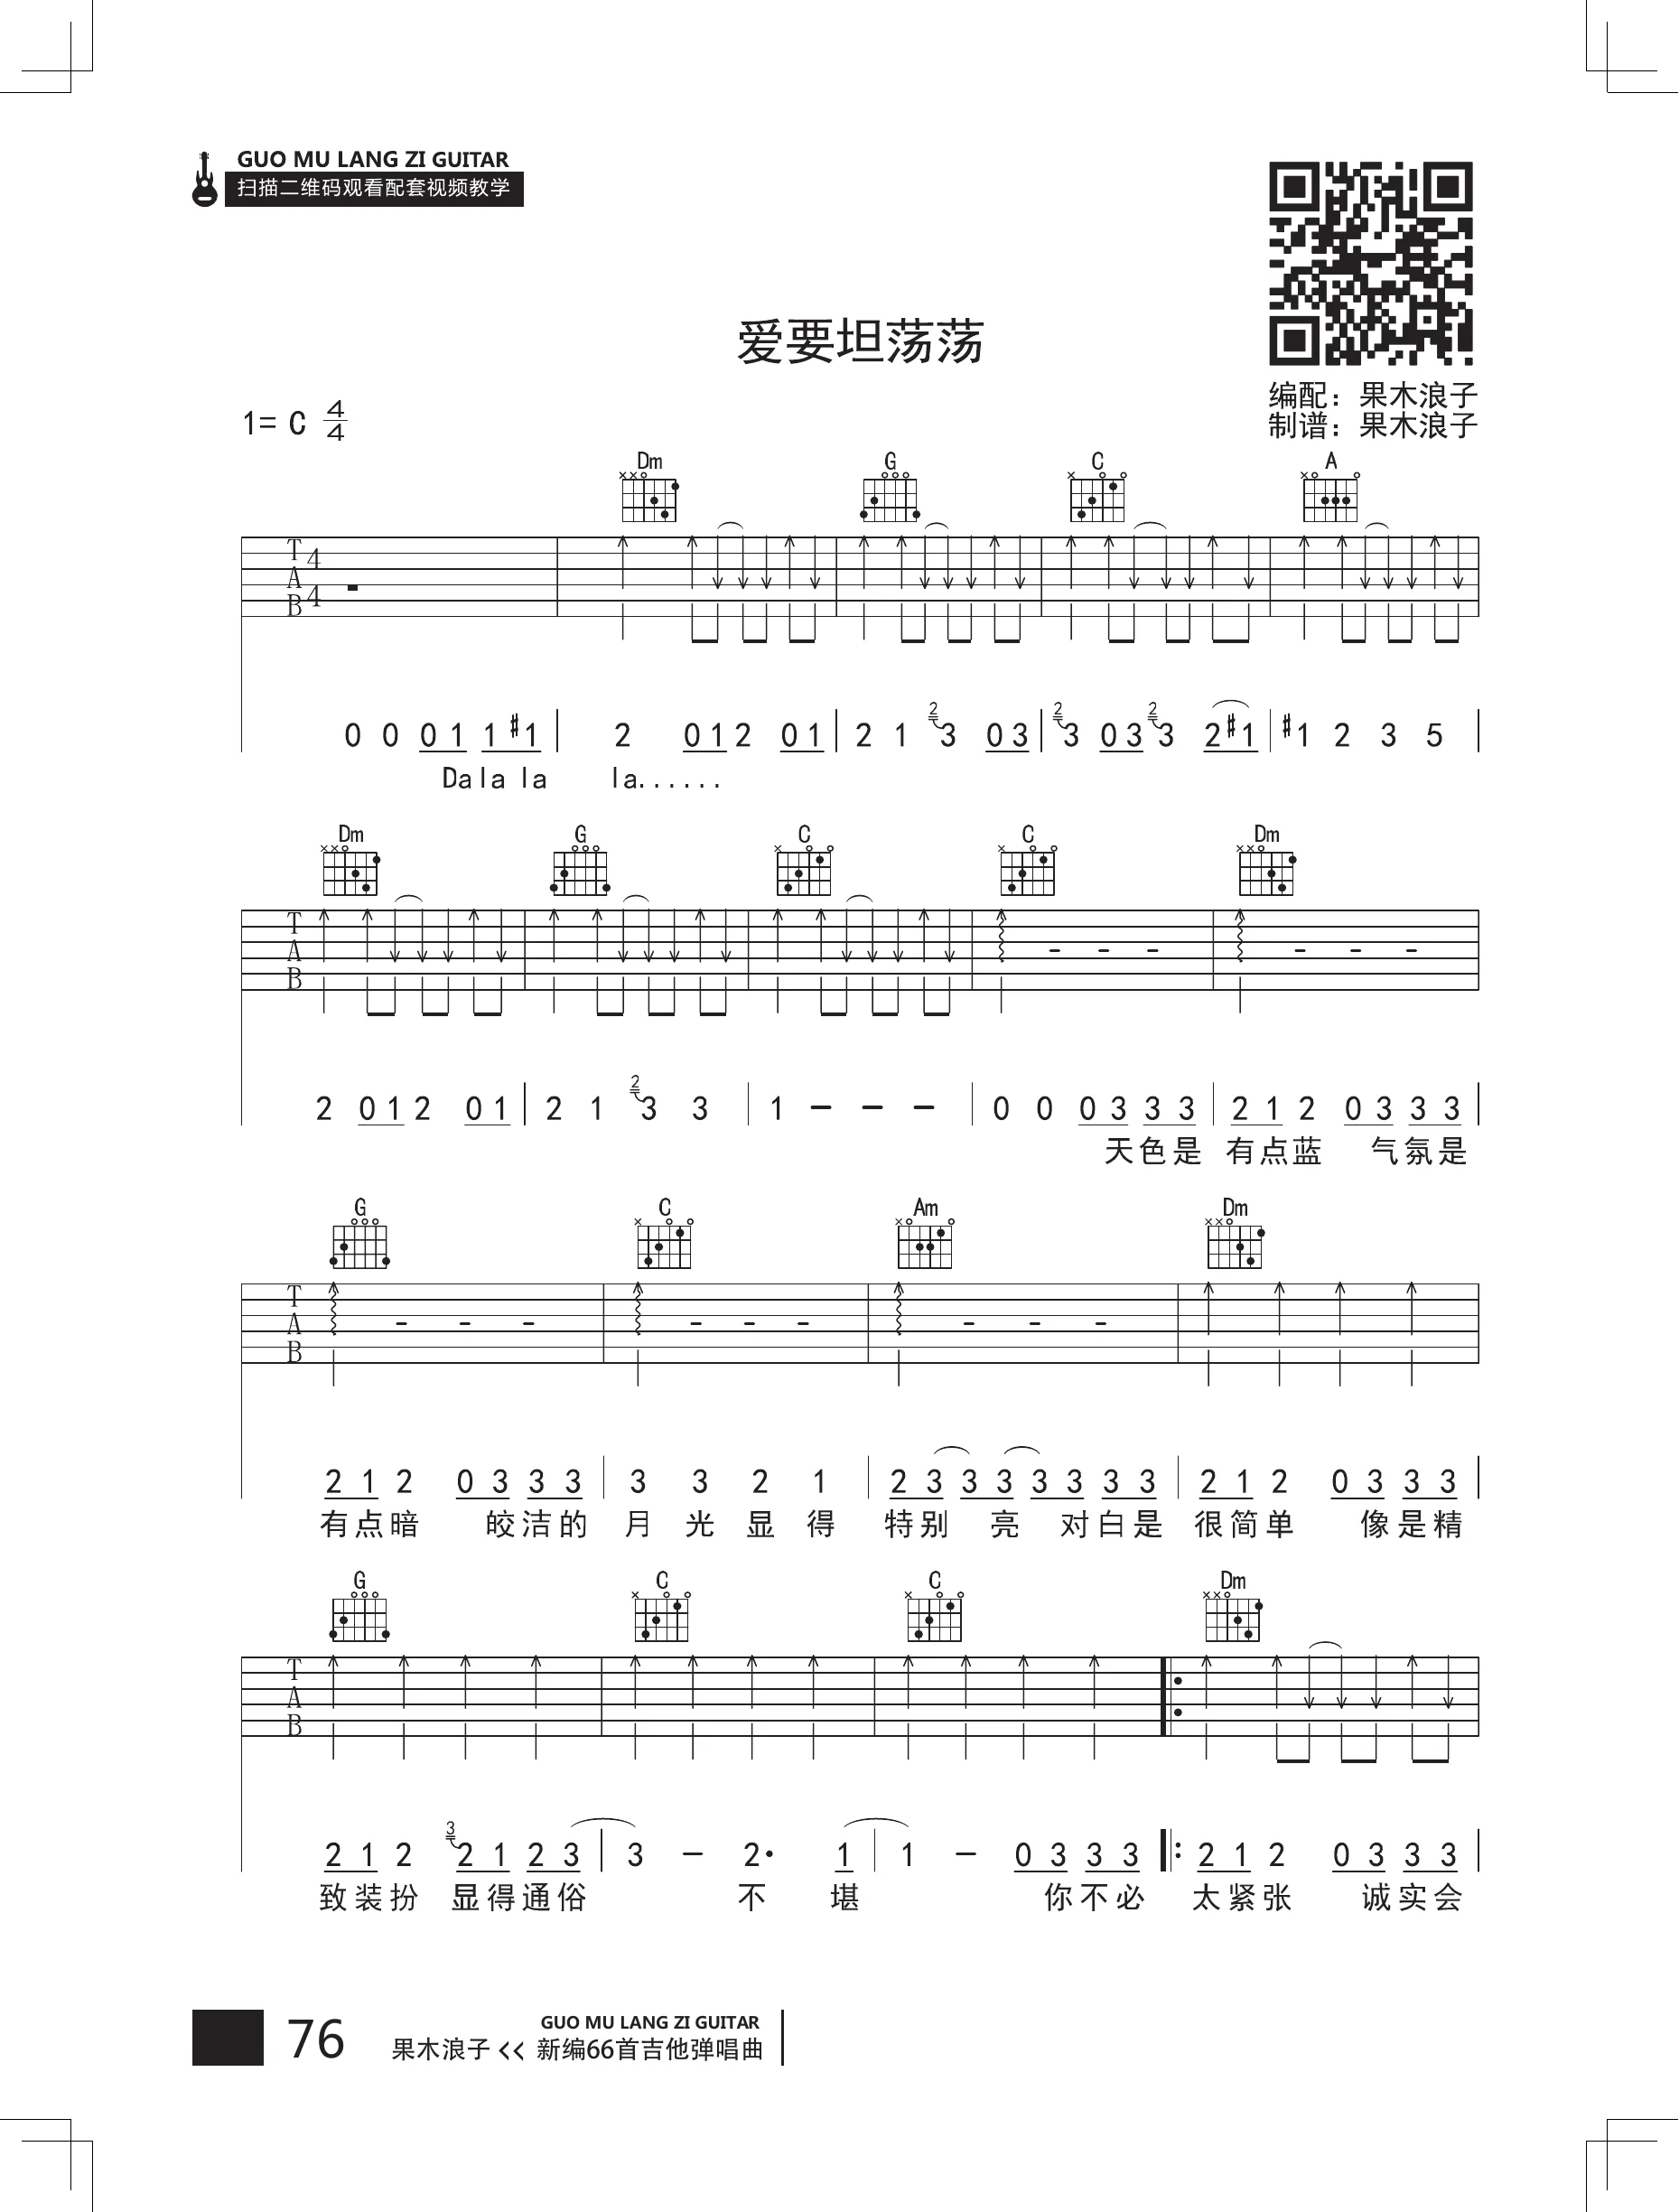 GUO MU LANG ZI GUITAR
扫描二维码观看配套视频教学
爱要坦荡荡
编配：果木浪子
1= C 4/4
制谱：果木浪子
Dm G C A
T A B 4 4
0 0 0 1 1 #1 | 2 0 1 2 0 1 | 2 1 2 3 0 3 | 2 3 0 3 2 3 2 #1 | #1 2 3 5 |
Da la la la......
Dm G C C Dm
T A B - - - - - -
2 0 1 2 0 1 | 2 1 2 3 3 | 1 - - - | 0 0 0 3 3 3 | 2 1 2 0 3 3 3 |
天色是 有点蓝 气氛是
G C Am Dm
T A B - - - - - - - - -
2 1 2 0 3 3 3 | 3 3 2 1 | 2 3 3 3 3 3 3 3 | 2 1 2 0 3 3 3 |
有点暗 皎洁的 月光显得 特别亮 对白是 很简单 像是精
G C C Dm
T A B
2 1 2 3 2 1 2 3 | 3 - 2· 1 | 1 - 0 3 3 3 |: 2 1 2 0 3 3 3 |
致装扮 显得通俗 不堪 你不必 太紧张 诚实会
76
GUO MU LANG ZI GUITAR
果木浪子 << 新编66首吉他弹唱曲